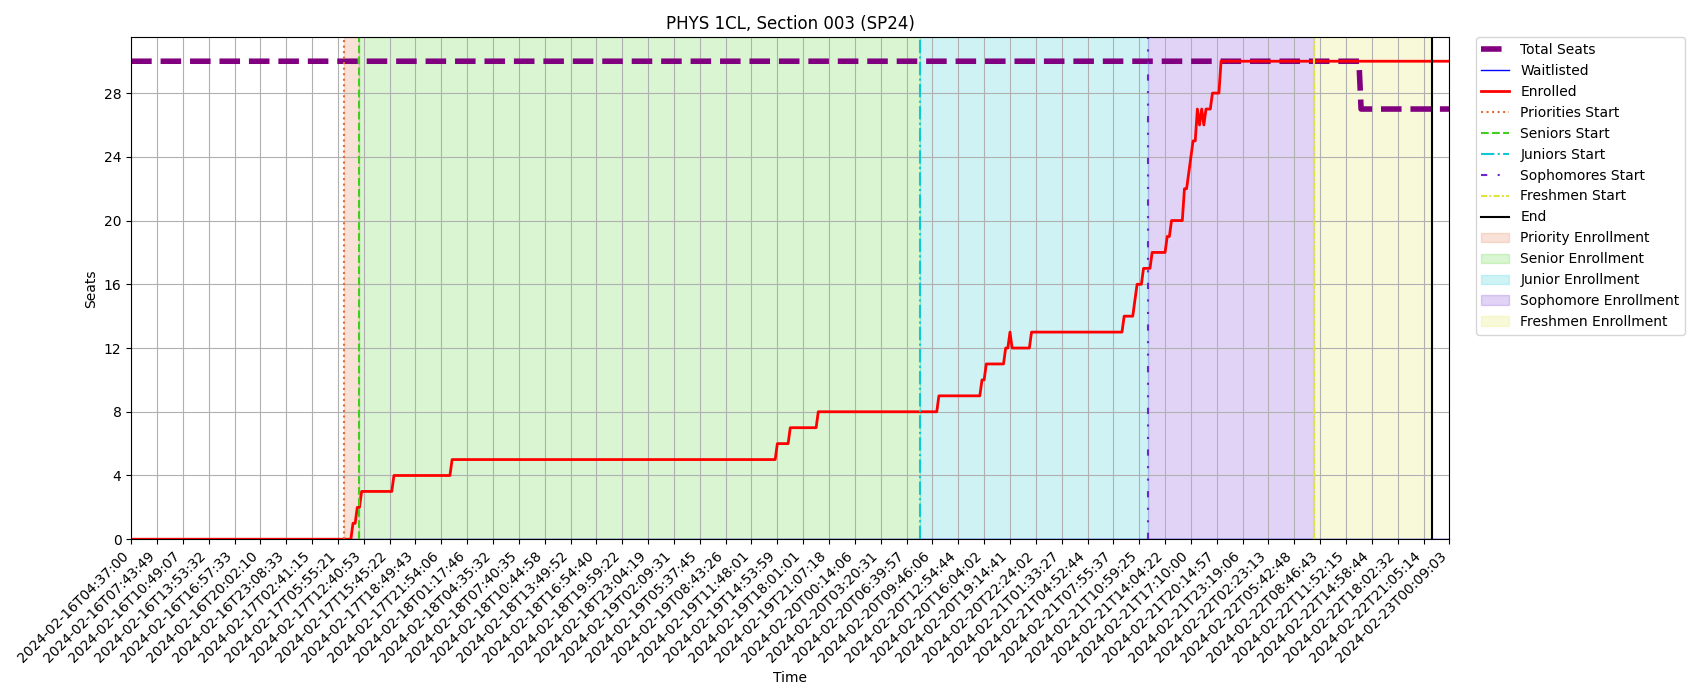 PHYS 1CL, Section 003 (SP24)
Seats
28
24
20
16
12
8
4
0
2024-02-16T04:37:00
2024-02-16T07:43:49
2024-02-16T10:49:07
2024-02-16T13:53:32
2024-02-16T16:57:33
2024-02-16T20:02:10
2024-02-16T23:08:33
2024-02-17T02:41:15
2024-02-17T05:55:21
2024-02-17T12:40:53
2024-02-17T15:45:22
2024-02-17T18:49:43
2024-02-17T21:54:06
2024-02-18T01:17:46
2024-02-18T04:35:32
2024-02-18T07:40:35
2024-02-18T10:44:58
2024-02-18T13:49:52
2024-02-18T16:54:40
2024-02-18T19:59:22
2024-02-18T23:04:19
2024-02-19T02:09:31
2024-02-19T05:37:45
2024-02-19T08:43:26
2024-02-19T11:48:01
2024-02-19T14:53:59
2024-02-19T18:01:01
2024-02-19T21:07:18
2024-02-20T00:14:06
2024-02-20T03:20:31
2024-02-20T06:39:57
2024-02-20T09:46:06
2024-02-20T12:54:44
2024-02-20T16:04:02
2024-02-20T19:14:41
2024-02-20T22:24:02
2024-02-21T01:33:27
2024-02-21T04:52:44
2024-02-21T07:55:37
2024-02-21T10:59:25
2024-02-21T14:04:22
2024-02-21T17:10:00
2024-02-21T20:14:57
2024-02-21T23:19:06
2024-02-22T02:23:13
2024-02-22T05:42:48
2024-02-22T08:46:43
2024-02-22T11:52:15
2024-02-22T14:58:44
2024-02-22T18:02:32
2024-02-22T21:05:14
2024-02-23T00:09:03
Time
Total Seats
Waitlisted
Enrolled
Priorities Start
Seniors Start
Juniors Start
Sophomores Start
Freshmen Start
End
Priority Enrollment
Senior Enrollment
Junior Enrollment
Sophomore Enrollment
Freshmen Enrollment